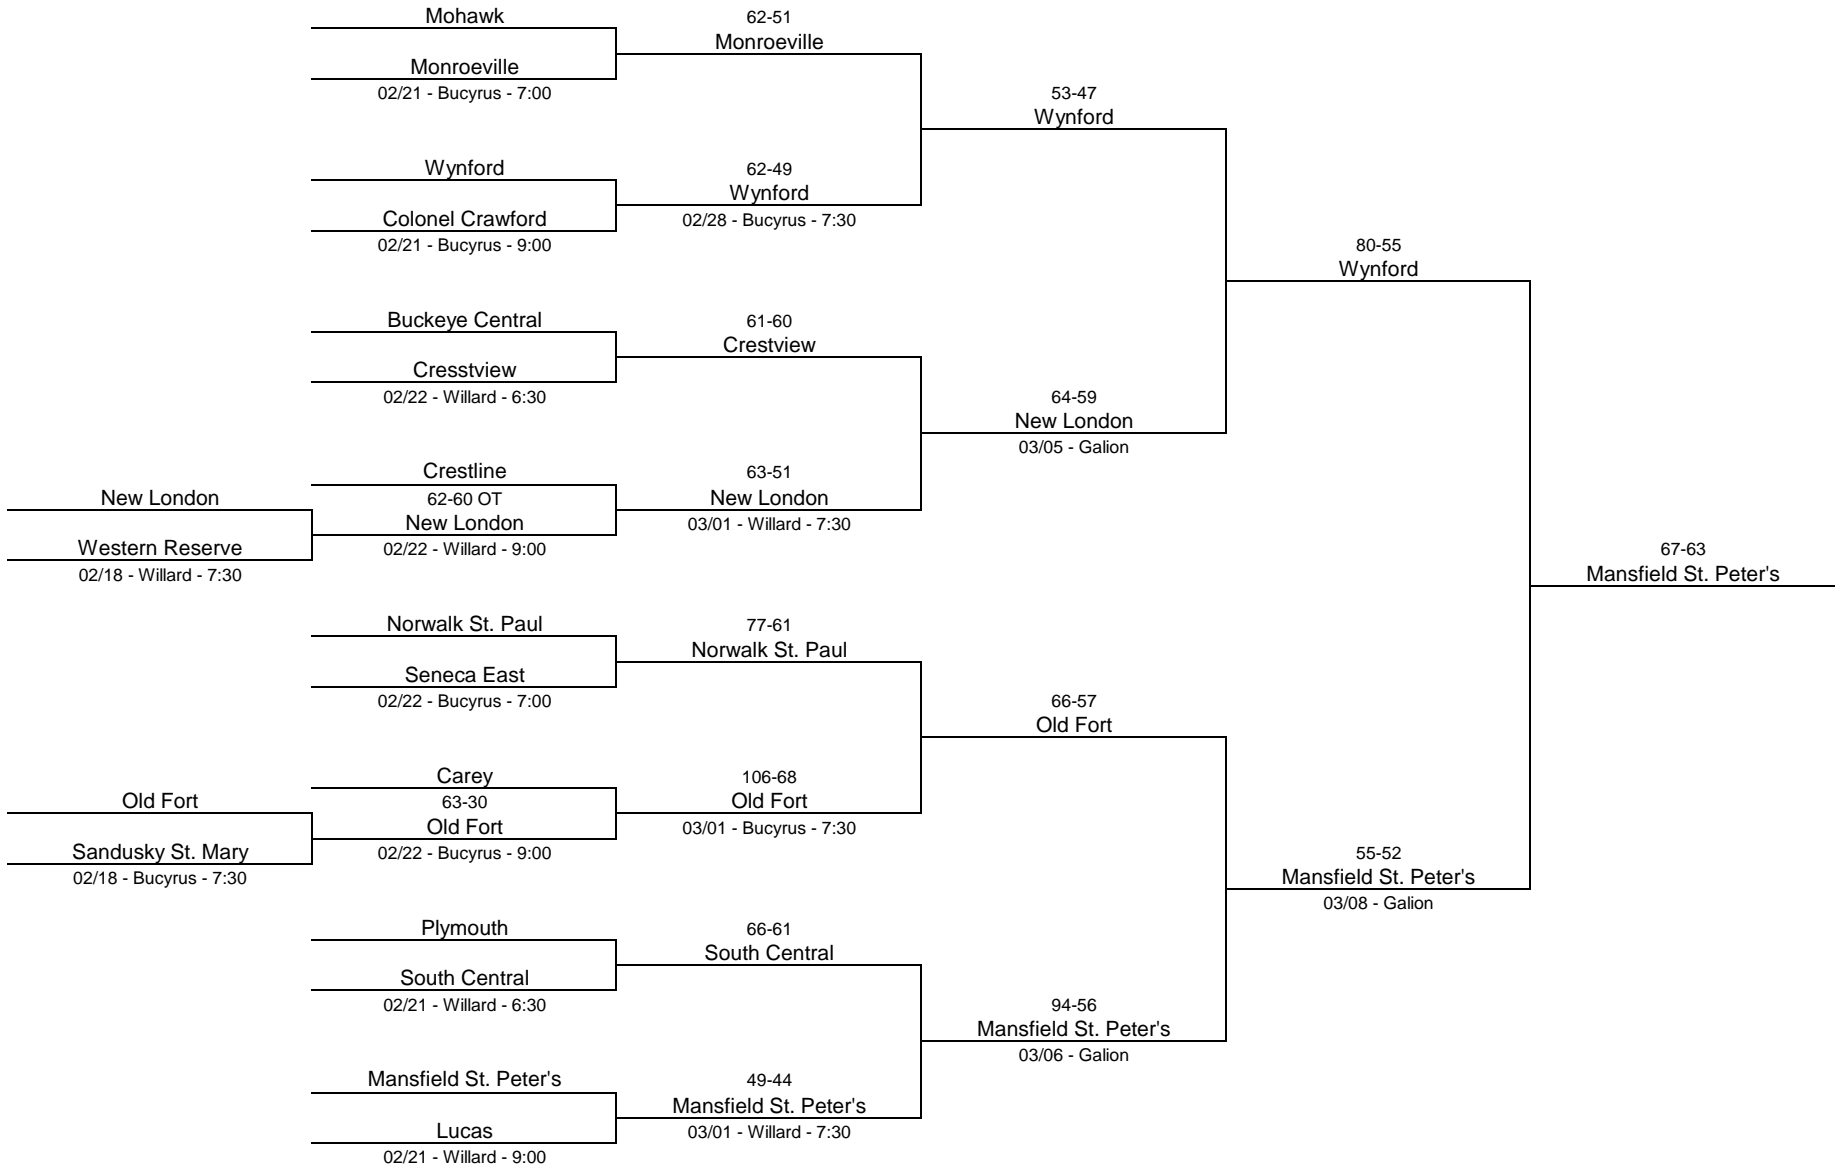 Mohawk
Monroeville
02/21 - Bucyrus - 7:00
Wynford
Colonel Crawford
02/21 - Bucyrus - 9:00
Buckeye Central
Cresstview
02/22 - Willard - 6:30
New London
Western Reserve
02/18 - Willard - 7:30
Crestline
62-60 OT
New London
02/22 - Willard - 9:00
Norwalk St. Paul
Seneca East
02/22 - Bucyrus - 7:00
Old Fort
Sandusky St. Mary
02/18 - Bucyrus - 7:30
Carey
63-30
Old Fort
02/22 - Bucyrus - 9:00
Plymouth
South Central
02/21 - Willard - 6:30
Mansfield St. Peter's
Lucas
02/21 - Willard - 9:00
62-51
Monroeville
62-49
Wynford
02/28 - Bucyrus - 7:30
61-60
Crestview
63-51
New London
03/01 - Willard - 7:30
77-61
Norwalk St. Paul
106-68
Old Fort
03/01 - Bucyrus - 7:30
66-61
South Central
49-44
Mansfield St. Peter's
03/01 - Willard - 7:30
53-47
Wynford
64-59
New London
03/05 - Galion
66-57
Old Fort
94-56
Mansfield St. Peter's
03/06 - Galion
80-55
Wynford
55-52
Mansfield St. Peter's
03/08 - Galion
67-63
Mansfield St. Peter's